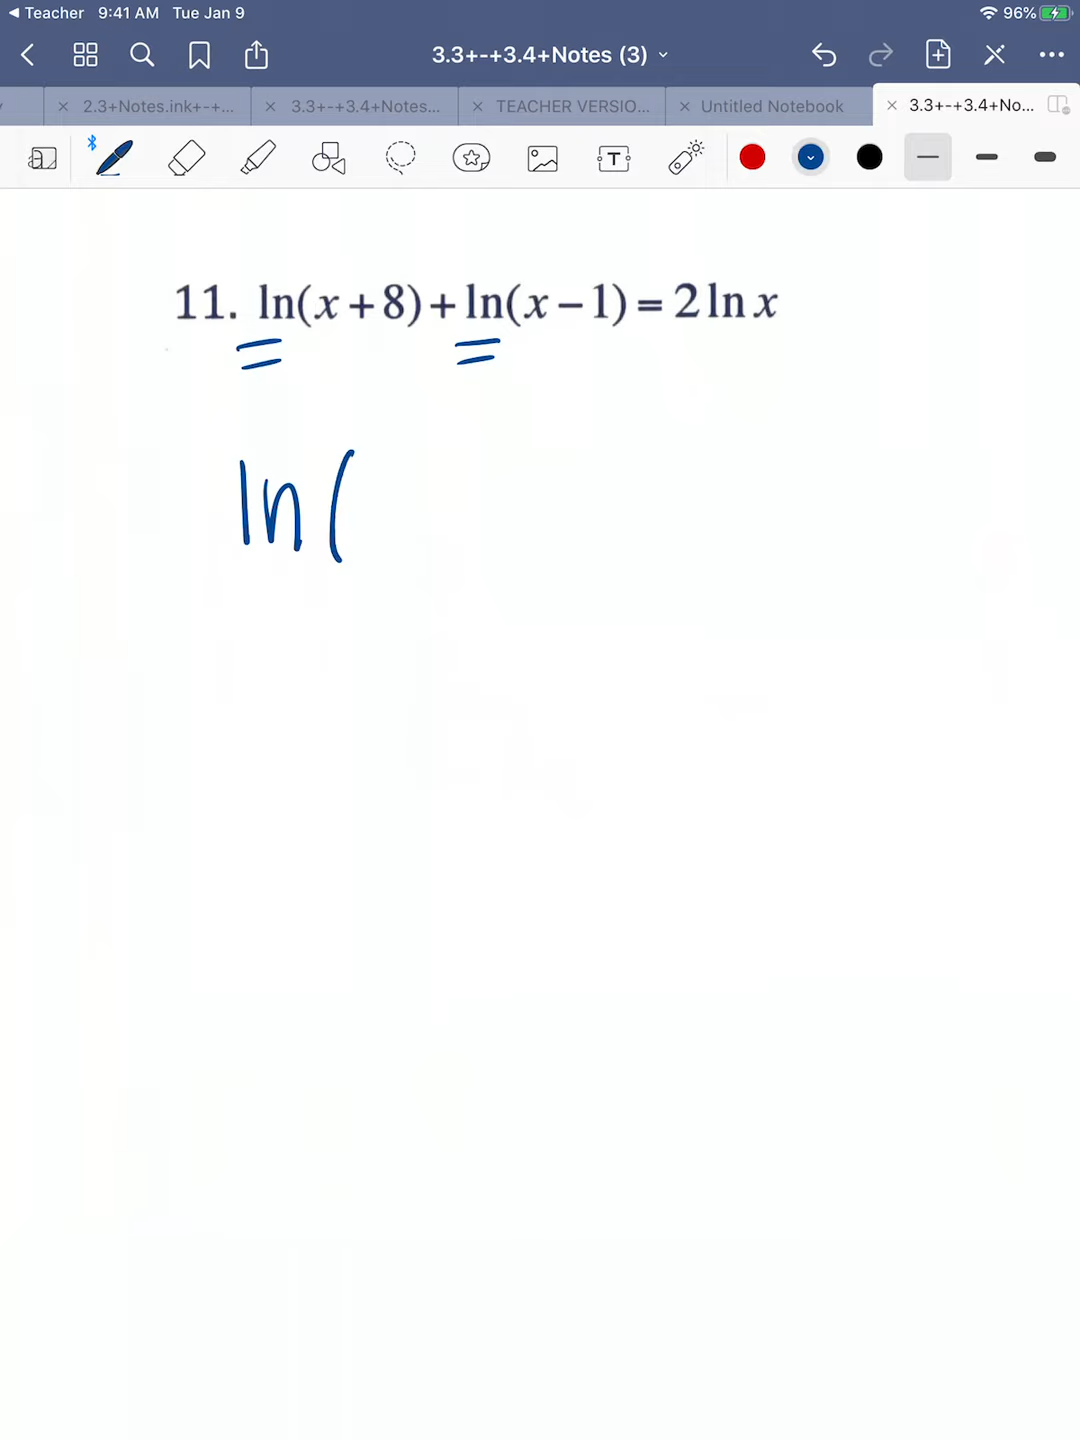 Teacher 9:41 AM Tue Jan 9 96%
3.3+-+3.4+Notes (3)
2.3+Notes.ink+-+... 3.3+-+3.4+Notes... TEACHER VERSIO... Untitled Notebook 3.3+-+3.4+No...
T
11. ln(x+8)+ln(x−1)=2 ln x
ln (